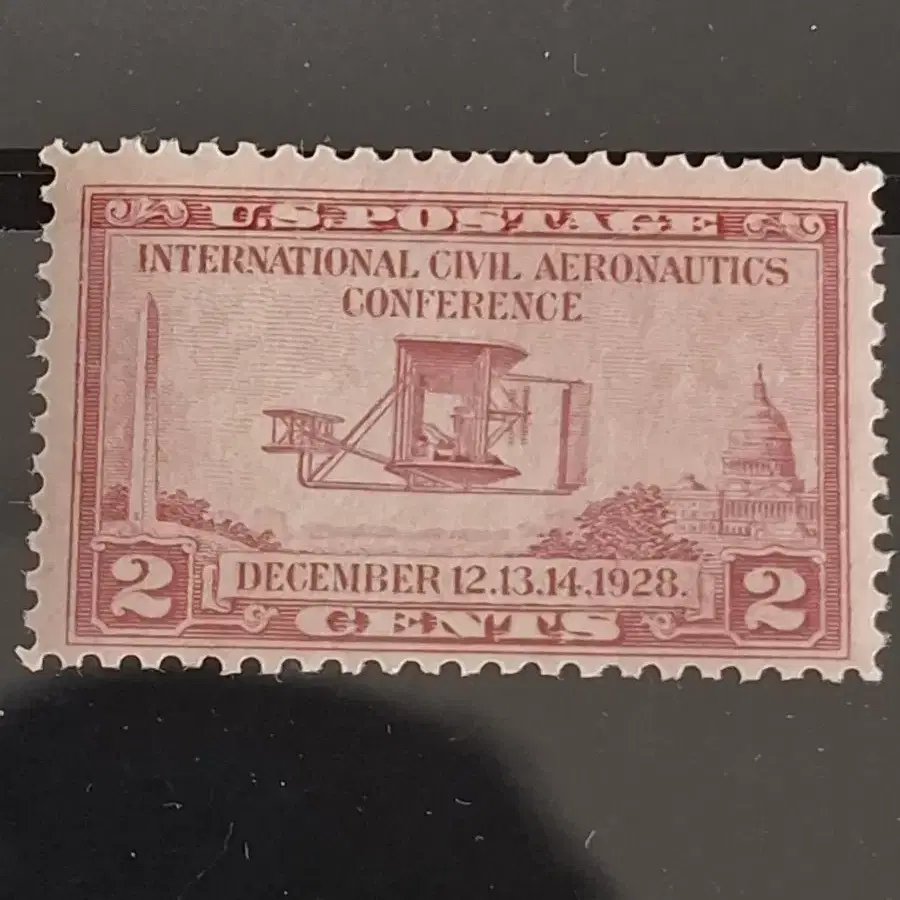 U.S. POSTAGE
INTERNATIONAL CIVIL AERONAUTICS
CONFERENCE
2 DECEMBER 12.13.14.1928. 2
CENTS